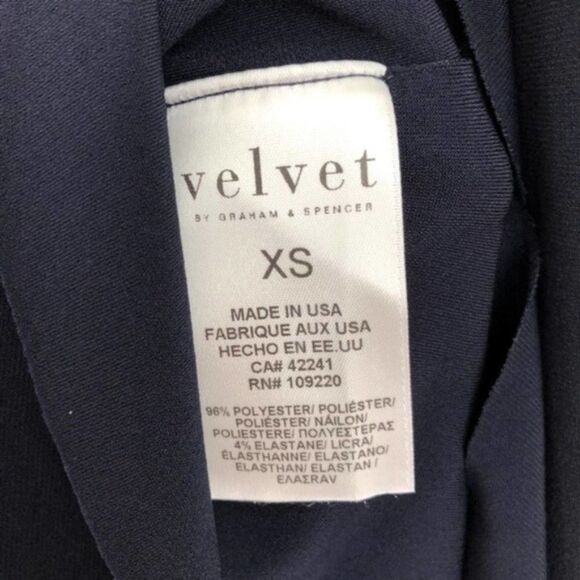 velvet
BY GRAHAM & SPENCER
XS
MADE IN USA
FABRIQUE AUX USA
HECHO EN EE.UU
CA# 42241
RN# 109220
96% POLYESTER/ POLIÉSTER/
POLIÉSTER/ NÁILON/
POLIESTERE/ ΠΟΛΥΕΣΤΕΡΑΣ
4% ELASTANE/ LICRA/
ÉLASTHANNE/ ELASTANO/
ELASTHAN/ ELASTAN /
ΕΛΑΣΣΑV